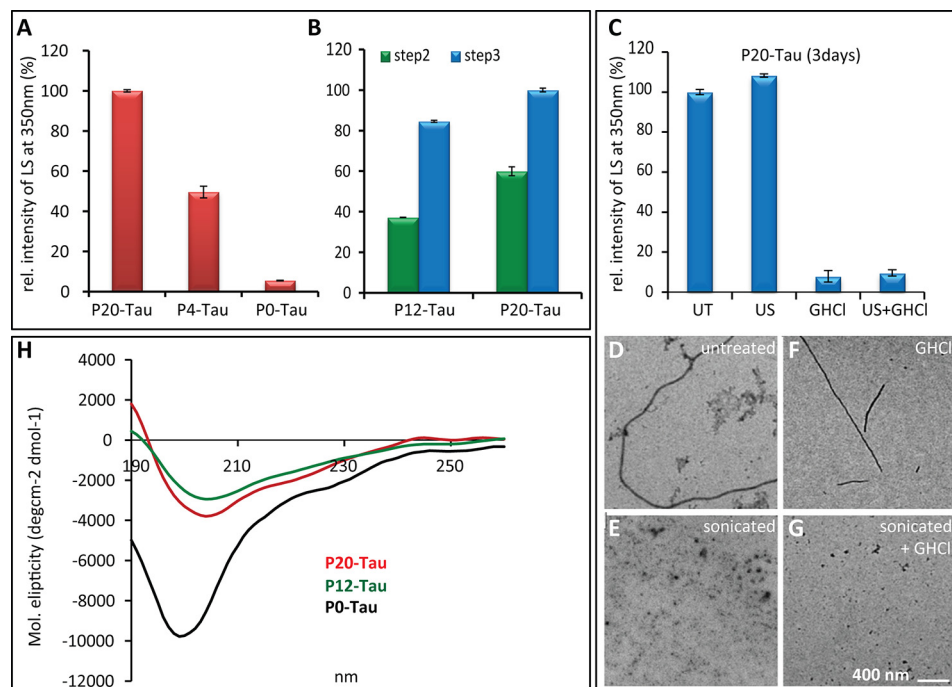 A
rel. intensity of LS at 350nm (%)
120
100
80
60
40
20
0
P20-Tau P4-Tau P0-Tau
B
step2 step3
120
100
80
60
40
20
0
P12-Tau P20-Tau
C
P20-Tau (3days)
rel. intensity of LS at 350nm (%)
120
100
80
60
40
20
0
UT US GHCl US+GHCl
H
Mol. elipticity (degcm-2 dmol-1)
4000
2000
0
-2000
-4000
-6000
-8000
-10000
-12000
190 210 230 250
P20-Tau
P12-Tau
P0-Tau
nm
D untreated
F GHCl
E sonicated
G sonicated
+ GHCl
400 nm